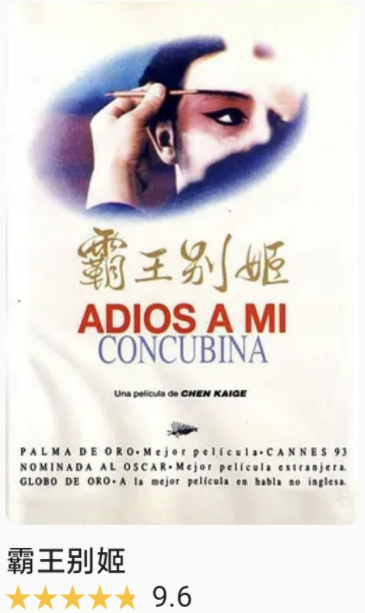 霸王别姬
ADIOS A MI
CONCUBINA
Una película de CHEN KAIGE
PALMA DE ORO•Mejor película•CANNES 93
NOMINADA AL OSCAR•Mejor película extranjera.
GLOBO DE ORO•A la mejor película en habla no inglesa.
霸王别姬
9.6